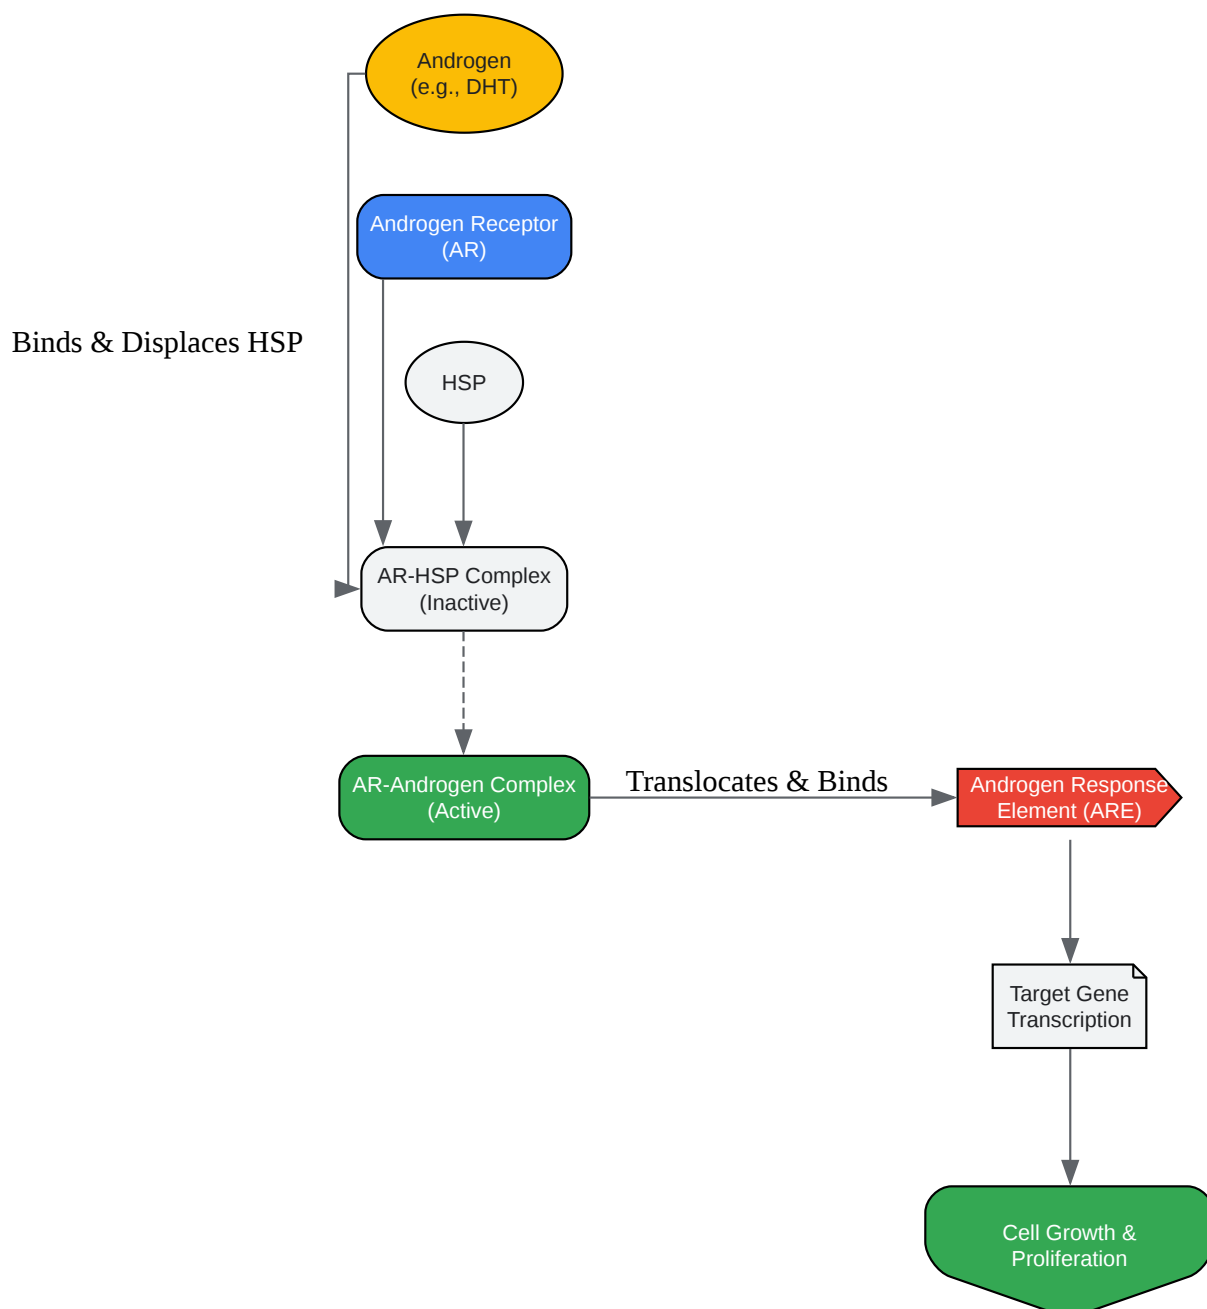 Androgen
(e.g., DHT)
Androgen Receptor
(AR)
Binds & Displaces HSP
HSP
AR-HSP Complex
(Inactive)
AR-Androgen Complex
(Active)
Translocates & Binds
Androgen Response
Element (ARE)
Target Gene
Transcription
Cell Growth &
Proliferation